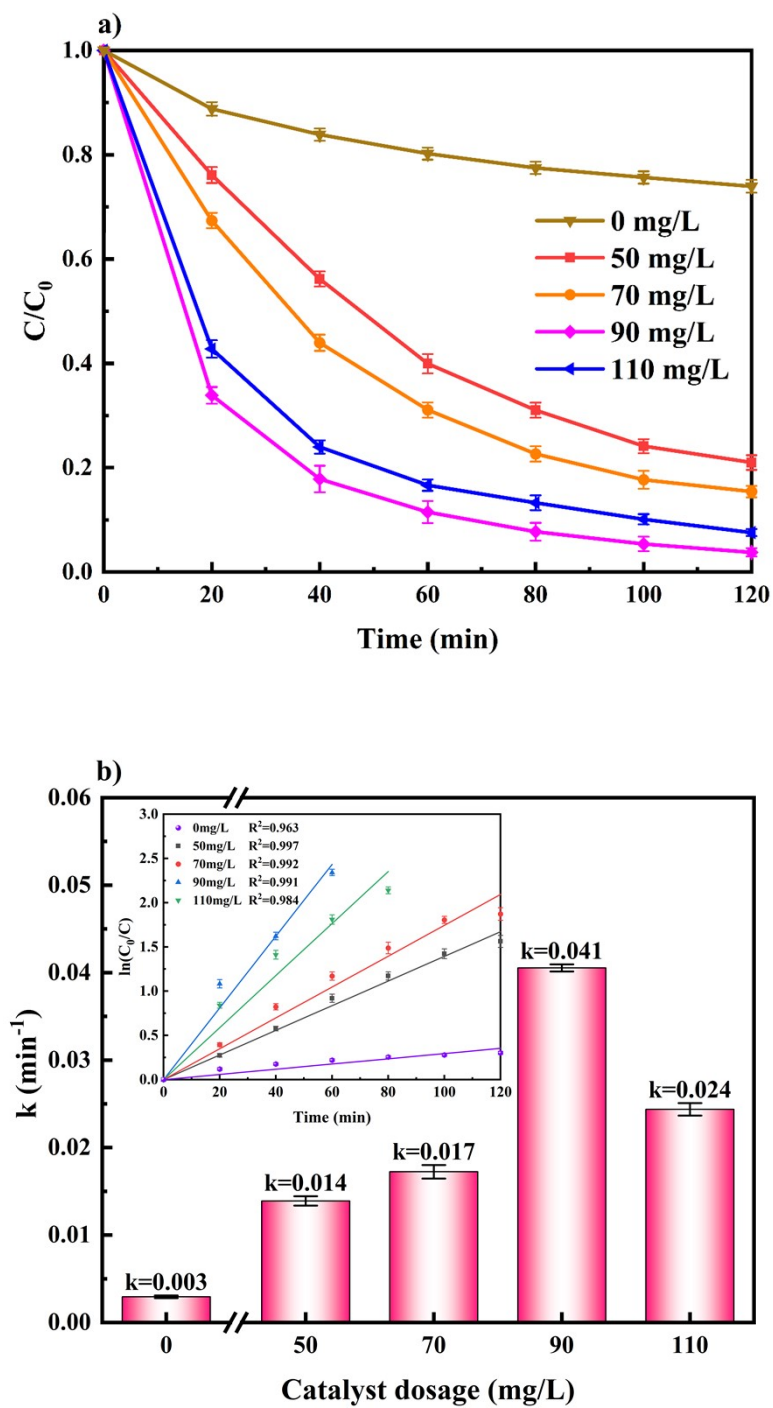 a)
1.0
0.8
0.6
0.4
0.2
0.0
C/C0
0 mg/L
50 mg/L
70 mg/L
90 mg/L
110 mg/L
0 20 40 60 80 100 120
Time (min)
b)
0.06
0.05
0.04
0.03
0.02
0.01
0.00
k (min-1)
3.0
2.5
2.0
1.5
1.0
0.5
0.0
ln(C0/C)
0mg/L R2=0.963
50mg/L R2=0.997
70mg/L R2=0.992
90mg/L R2=0.991
110mg/L R2=0.984
0 20 40 60 80 100 120
Time (min)
k=0.003
k=0.014
k=0.017
k=0.041
k=0.024
0 50 70 90 110
Catalyst dosage (mg/L)